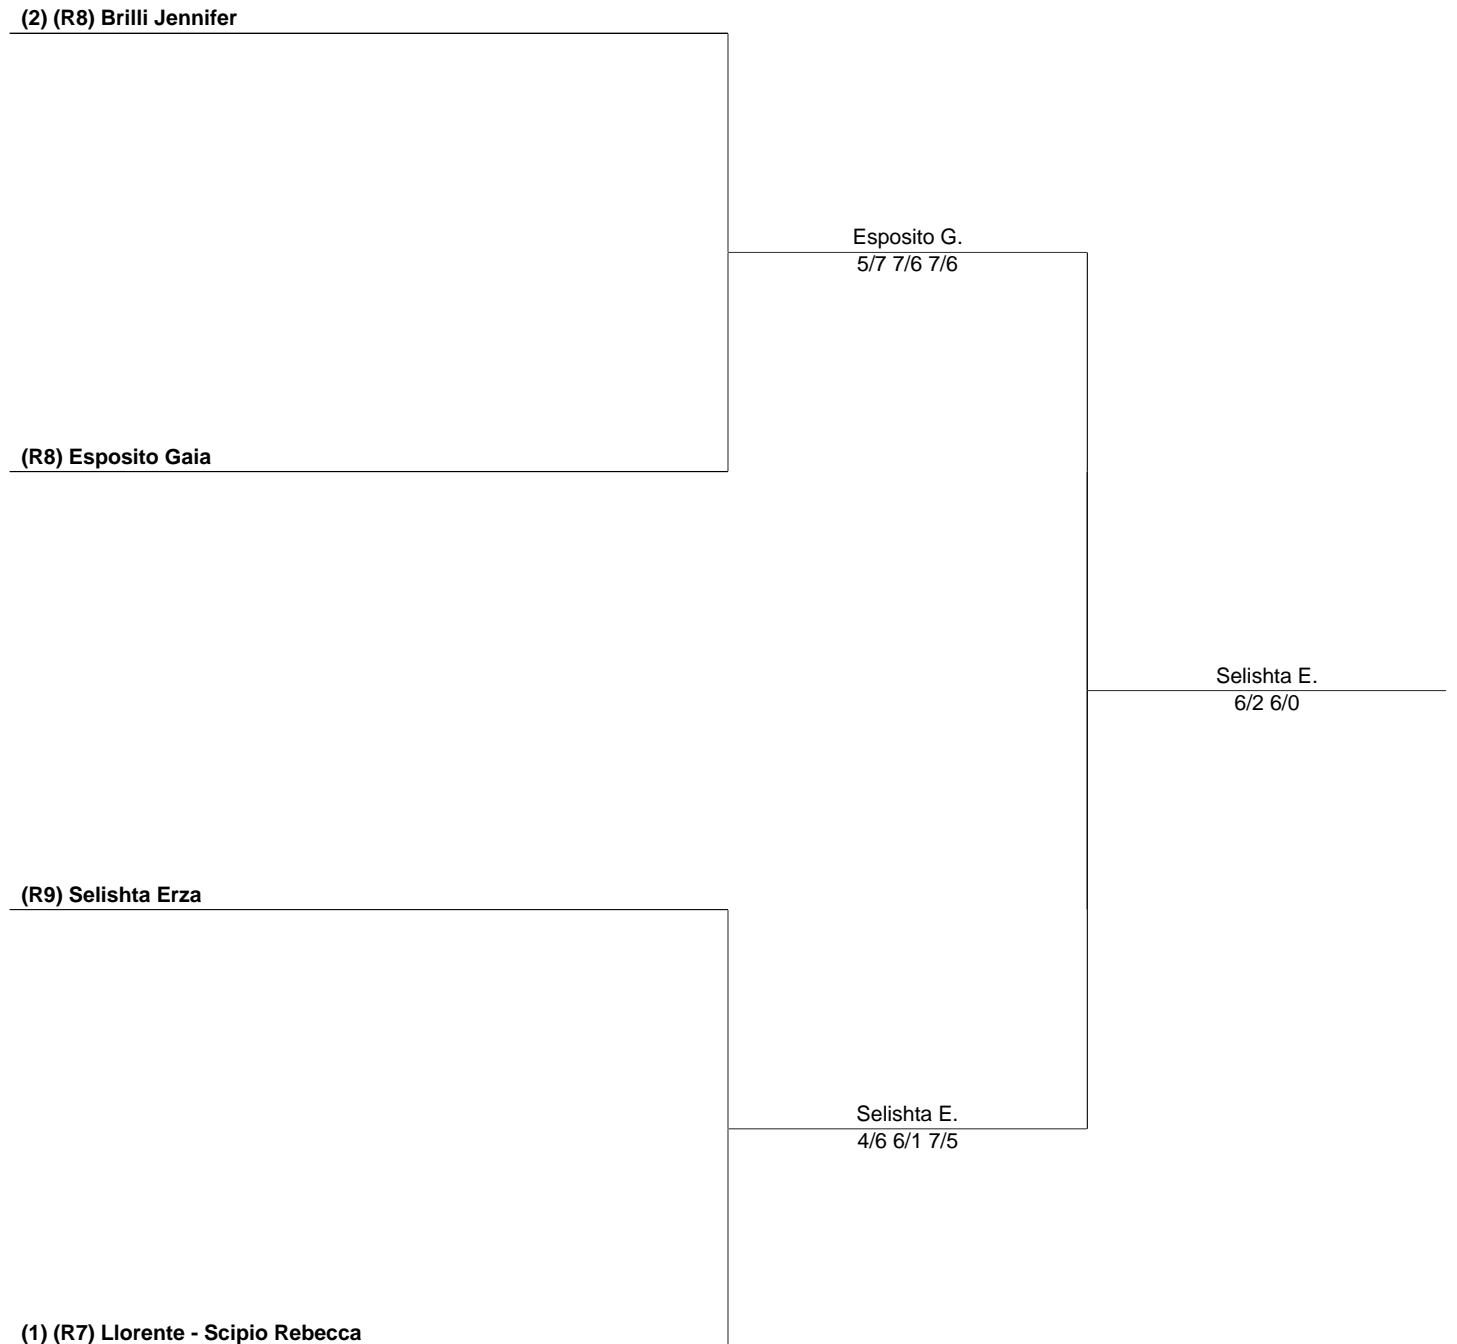 (2) (R8) Brilli Jennifer
Esposito G.
5/7 7/6 7/6
(R8) Esposito Gaia
Selishta E.
6/2 6/0
(R9) Selishta Erza
Selishta E.
4/6 6/1 7/5
(1) (R7) Llorente - Scipio Rebecca